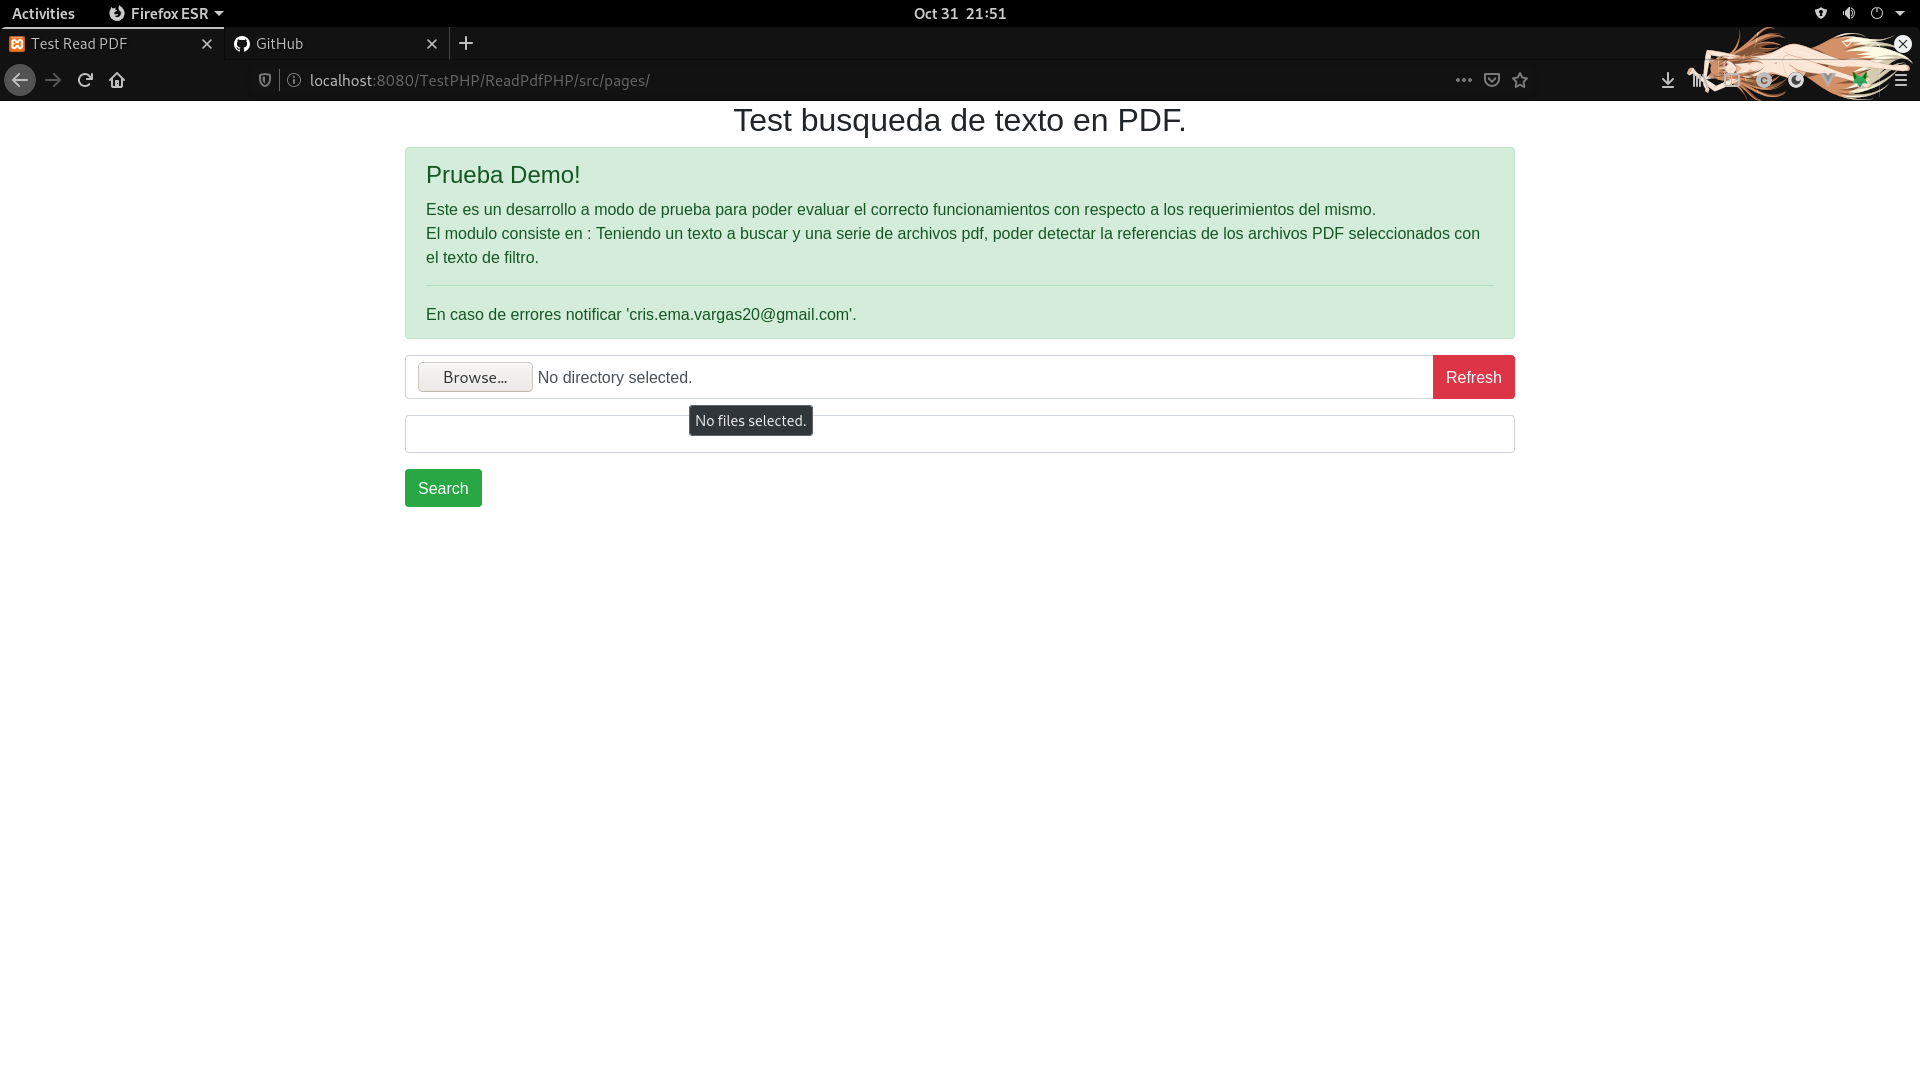 Activities
Firefox ESR
Oct 31 21:51
Test Read PDF
GitHub
localhost:8080/TestPHP/ReadPdfPHP/src/pages/
Test busqueda de texto en PDF.
Prueba Demo!
Este es un desarrollo a modo de prueba para poder evaluar el correcto funcionamientos con respecto a los requerimientos del mismo.
El modulo consiste en : Teniendo un texto a buscar y una serie de archivos pdf, poder detectar la referencias de los archivos PDF seleccionados con
el texto de filtro.
En caso de errores notificar 'cris.ema.vargas20@gmail.com'.
Browse...
No directory selected.
Refresh
No files selected.
Search